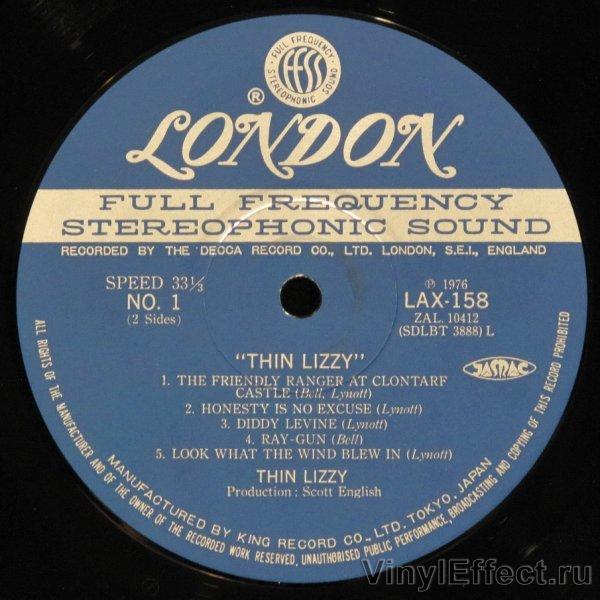 FULL FREQUENCY
STEREOPHONIC SOUND
FFSS
® LONDON
FULL FREQUENCY
STEREOPHONIC SOUND
RECORDED BY THE DECCA RECORD CO., LTD. LONDON, S.E.I., ENGLAND
SPEED 33⅓
NO. 1
(2 Sides)
℗ 1976
LAX-158
ZAL. 10412
(SDLBT 3888) L
JASRAC
"THIN LIZZY"
1. THE FRIENDLY RANGER AT CLONTARF
CASTLE (Bell, Lynott)
2. HONESTY IS NO EXCUSE (Lynott)
3. DIDDY LEVINE (Lynott)
4. RAY-GUN (Bell)
5. LOOK WHAT THE WIND BLEW IN (Lynott)
THIN LIZZY
Production : Scott English
MANUFACTURED BY KING RECORD CO., LTD. TOKYO, JAPAN
ALL RIGHTS OF THE MANUFACTURER AND OF THE OWNER OF THE RECORDED WORK RESERVED, UNAUTHORISED PUBLIC PERFORMANCE, BROADCASTING AND COPYING OF THIS RECORD PROHIBITED
VinylEffect.ru